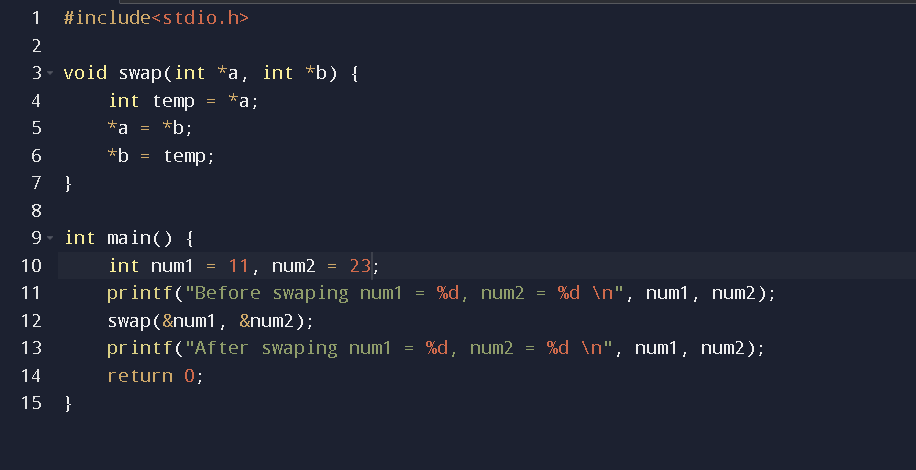 1 #include<stdio.h>
2
3 void swap(int *a, int *b) {
4     int temp = *a;
5     *a = *b;
6     *b = temp;
7 }
8
9 int main() {
10     int num1 = 11, num2 = 23;
11     printf("Before swaping num1 = %d, num2 = %d \n", num1, num2);
12     swap(&num1, &num2);
13     printf("After swaping num1 = %d, num2 = %d \n", num1, num2);
14     return 0;
15 }